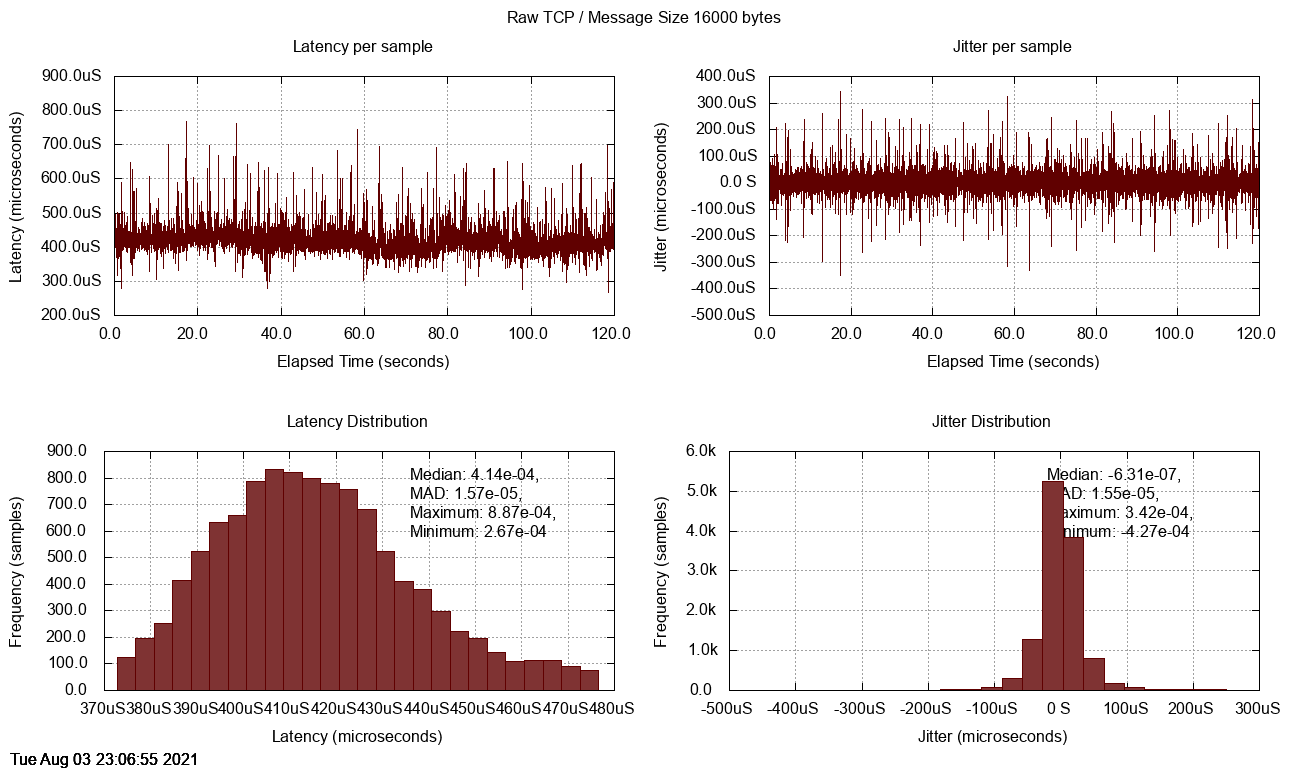 Raw TCP / Message Size 16000 bytes
Latency per sample
900.0uS
800.0uS
700.0uS
600.0uS
500.0uS
400.0uS
300.0uS
200.0uS
0.0 20.0 40.0 60.0 80.0 100.0 120.0
Latency (microseconds)
Elapsed Time (seconds)
Jitter per sample
400.0uS
300.0uS
200.0uS
100.0uS
0.0 S
-100.0uS
-200.0uS
-300.0uS
-400.0uS
-500.0uS
0.0 20.0 40.0 60.0 80.0 100.0 120.0
Jitter (microseconds)
Elapsed Time (seconds)
Latency Distribution
900.0
800.0
700.0
600.0
500.0
400.0
300.0
200.0
100.0
0.0
Median: 4.14e-04,
MAD: 1.57e-05,
Maximum: 8.87e-04,
Minimum: 2.67e-04
370uS 380uS 390uS 400uS 410uS 420uS 430uS 440uS 450uS 460uS 470uS 480uS
Frequency (samples)
Latency (microseconds)
Jitter Distribution
6.0k
5.0k
4.0k
3.0k
2.0k
1.0k
0.0
Median: -6.31e-07,
MAD: 1.55e-05,
Maximum: 3.42e-04,
Minimum: -4.27e-04
-500uS -400uS -300uS -200uS -100uS 0 S 100uS 200uS 300uS
Frequency (samples)
Jitter (microseconds)
Tue Aug 03 23:06:55 2021